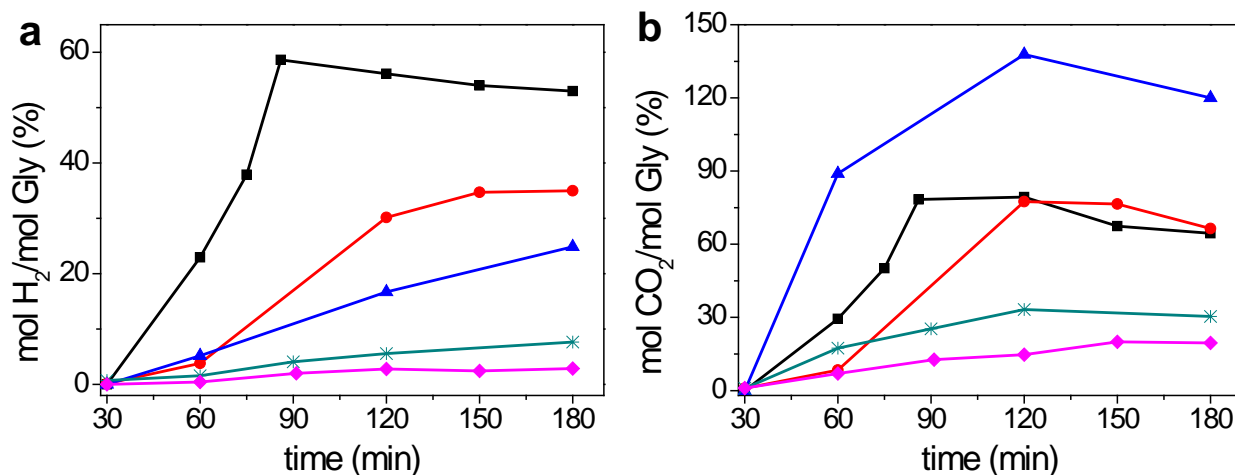 a
mol H₂/mol Gly (%)
60
40
20
0
30 60 90 120 150 180
time (min)
b
mol CO₂/mol Gly (%)
150
120
90
60
30
0
30 60 90 120 150 180
time (min)